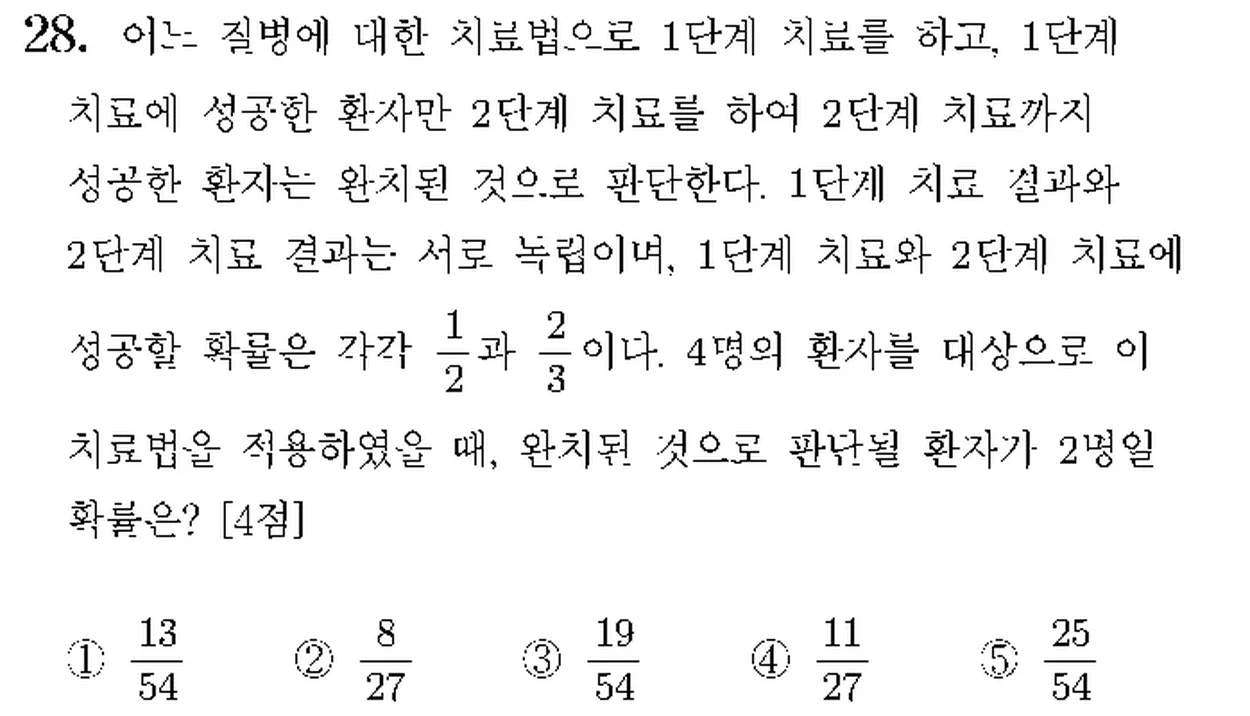 28. 어느 질병에 대한 치료법으로 1단계 치료를 하고, 1단계
치료에 성공한 환자만 2단계 치료를 하여 2단계 치료까지
성공한 환자는 완치된 것으로 판단한다. 1단계 치료 결과와
2단계 치료 결과는 서로 독립이며, 1단계 치료와 2단계 치료에
성공할 확률은 각각 1/2과 2/3이다. 4명의 환자를 대상으로 이
치료법을 적용하였을 때, 완치된 것으로 판단될 환자가 2명일
확률은? [4점]
① 13/54 ② 8/27 ③ 19/54 ④ 11/27 ⑤ 25/54